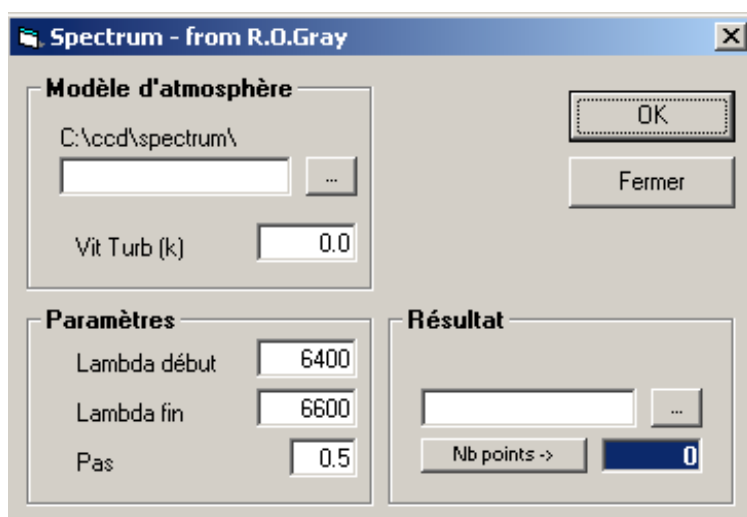 Spectrum - from R.O.Gray
Modèle d'atmosphère
C:\ccd\spectrum\
...
Vit Turb (k) 0.0
OK
Fermer
Paramètres
Lambda début 6400
Lambda fin 6600
Pas 0.5
Résultat
...
Nb points -> 0